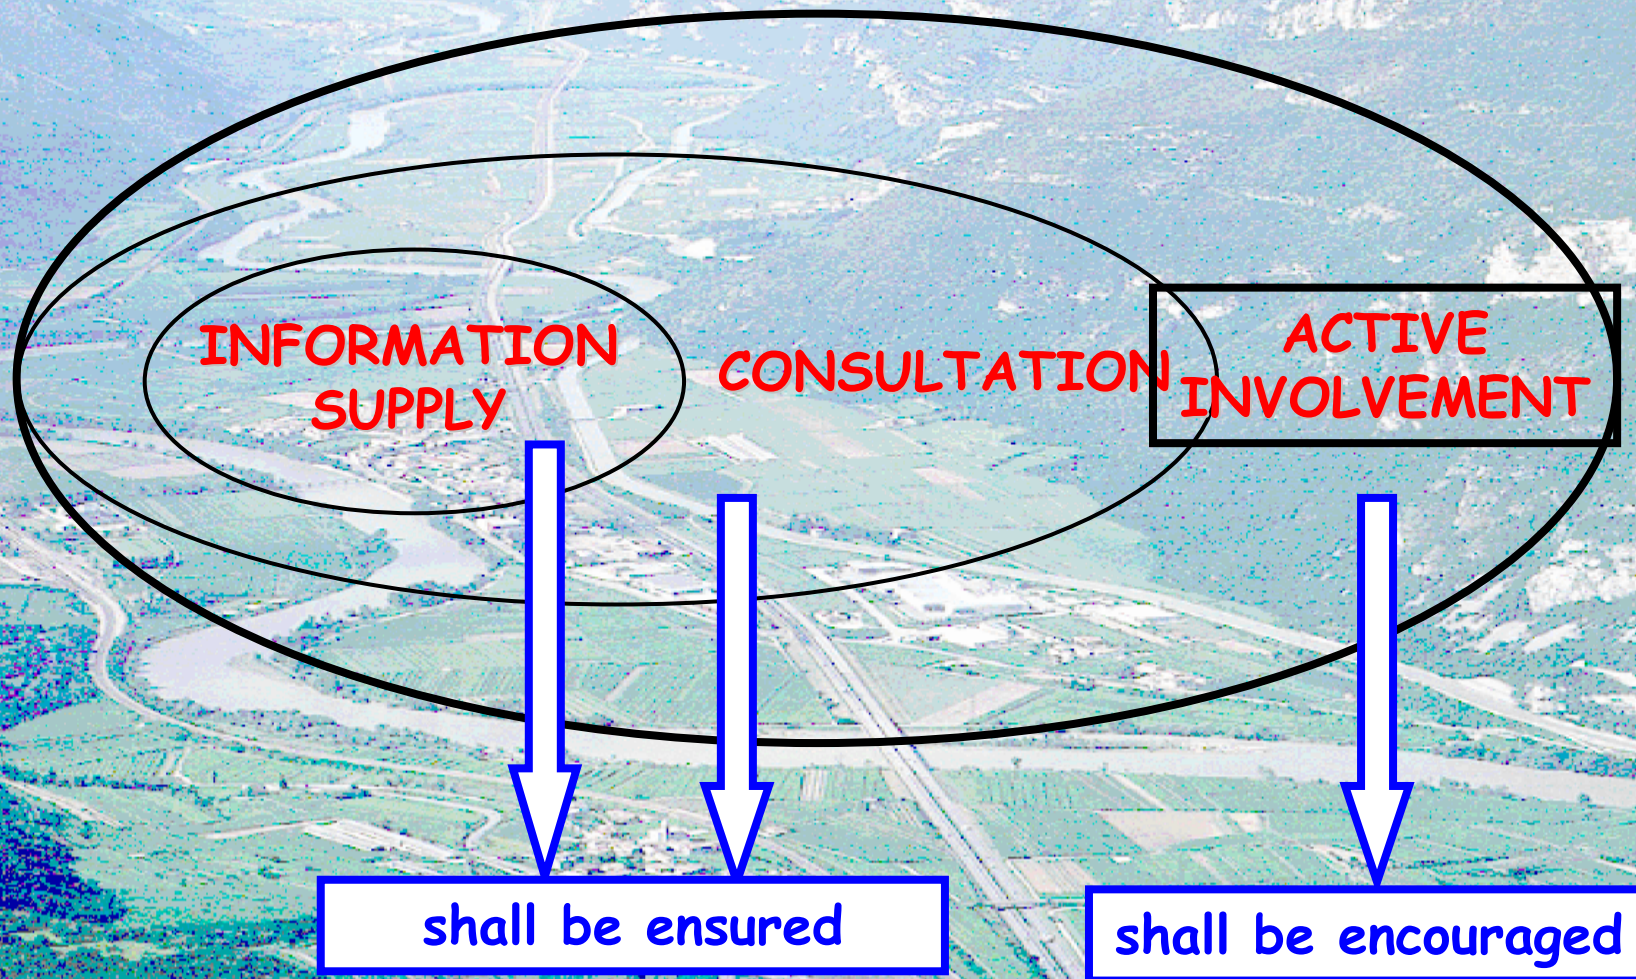 INFORMATION
SUPPLY
CONSULTATION
ACTIVE
INVOLVEMENT
shall be ensured
shall be encouraged